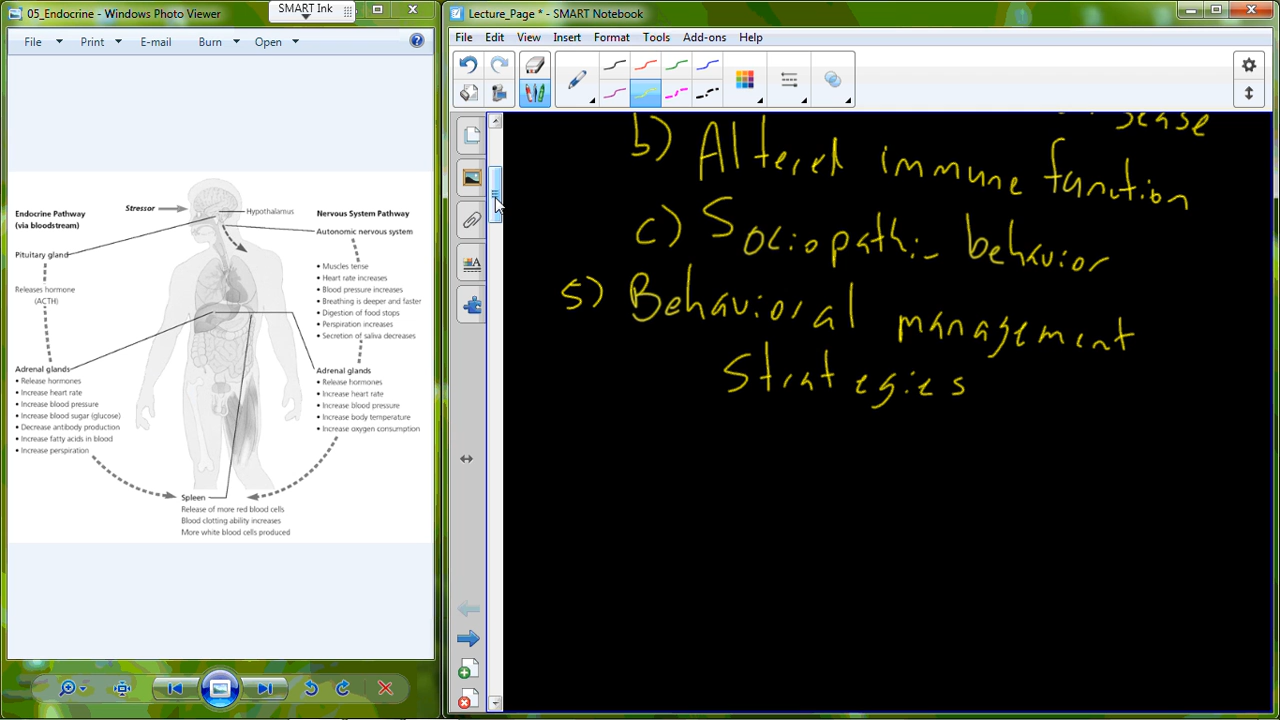 05_Endocrine - Windows Photo Viewer
SMART Ink
File Print E-mail Burn Open
Stressor
Hypothalamus
Endocrine Pathway
(via bloodstream)
Pituitary gland
Releases hormone
(ACTH)
Adrenal glands
• Release hormones
• Increase heart rate
• Increase blood pressure
• Increase blood sugar (glucose)
• Decrease antibody production
• Increase fatty acids in blood
• Increase perspiration
Nervous System Pathway
Autonomic nervous system
• Muscles tense
• Heart rate increases
• Blood pressure increases
• Breathing is deeper and faster
• Digestion of food stops
• Perspiration increases
• Secretion of saliva decreases
Adrenal glands
• Release hormones
• Increase heart rate
• Increase blood pressure
• Increase body temperature
• Increase oxygen consumption
Spleen
Release of more red blood cells
Blood clotting ability increases
More white blood cells produced
Lecture_Page * - SMART Notebook
File Edit View Insert Format Tools Add-ons Help
b) Altered immune function
c) Sociopathic behavior
5) Behavioral management
Strategies